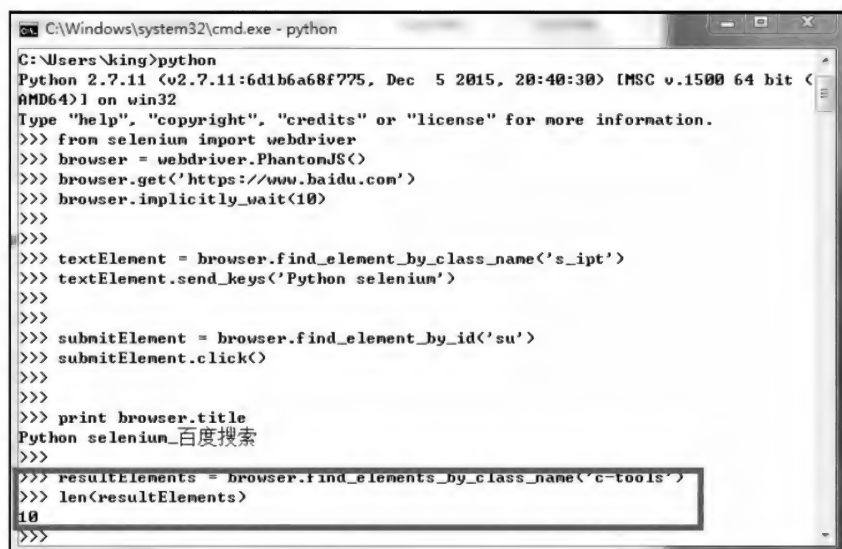 C:\Windows\system32\cmd.exe - python
C:\Users\king>python
Python 2.7.11 (v2.7.11:6d1b6a68f775, Dec  5 2015, 20:40:30) [MSC v.1500 64 bit (
AMD64)] on win32
Type "help", "copyright", "credits" or "license" for more information.
>>> from selenium import webdriver
>>> browser = webdriver.PhantomJS()
>>> browser.get('https://www.baidu.com')
>>> browser.implicitly_wait(10)
>>>
>>>
>>> textElement = browser.find_element_by_class_name('s_ipt')
>>> textElement.send_keys('Python selenium')
>>>
>>>
>>> submitElement = browser.find_element_by_id('su')
>>> submitElement.click()
>>>
>>>
>>> print browser.title
Python selenium_百度搜索
>>>
>>> resultElements = browser.find_elements_by_class_name('c-tools')
>>> len(resultElements)
10
>>>